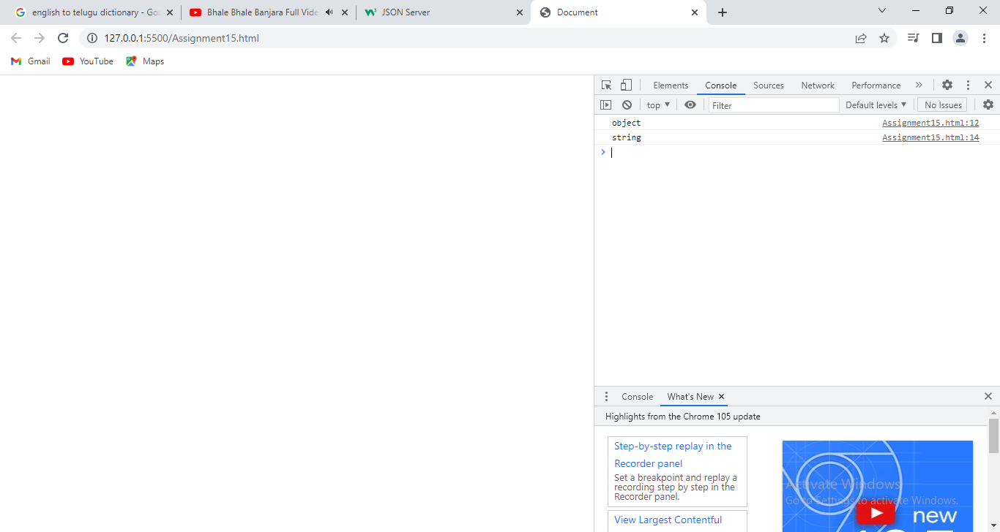 english to telugu dictionary - Goo
Bhale Bhale Banjara Full Vide
JSON Server
Document
127.0.0.1:5500/Assignment15.html
Gmail
YouTube
Maps
Elements
Console
Sources
Network
Performance
top
Filter
Default levels
No Issues
object
Assignment15.html:12
string
Assignment15.html:14
Console
What's New
Highlights from the Chrome 105 update
Step-by-step replay in the
Recorder panel
Set a breakpoint and replay a
recording step by step in the
Recorder panel.
View Largest Contentful
Activate Windows
Go to Settings to activate Windows.
new